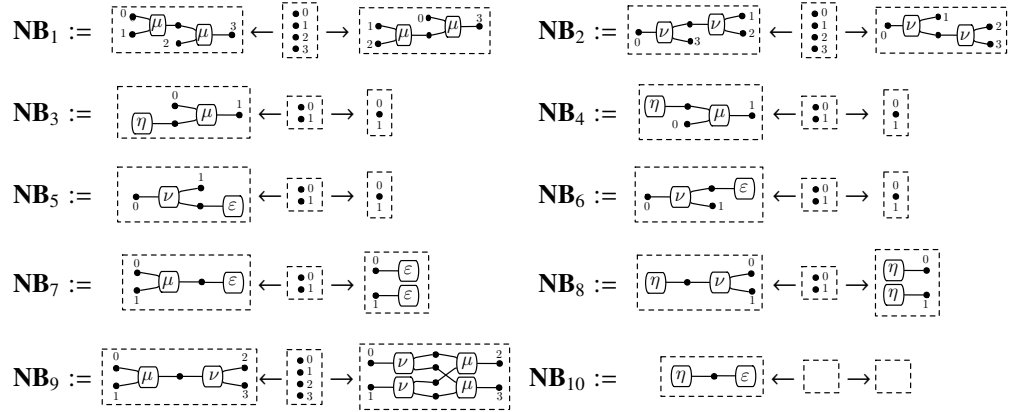 NB1 := 0 1 2 μ μ 3 ← 0 1 2 3 → 1 2 μ 0 μ 3
NB2 := 0 ν ν 1 2 3 ← 0 1 2 3 → 0 ν 1 ν 2 3
NB3 := η 0 μ 1 ← 0 1 → 0 1
NB4 := η 0 μ 1 ← 0 1 → 0 1
NB5 := 0 ν 1 ε ← 0 1 → 0 1
NB6 := 0 ν ε 1 ← 0 1 → 0 1
NB7 := 0 1 μ ε ← 0 1 → 0 ε 1 ε
NB8 := η ν 0 1 ← 0 1 → η 0 η 1
NB9 := 0 1 μ ν 2 3 ← 0 1 2 3 → 0 ν μ 2 1 ν μ 3
NB10 := η ε ← →